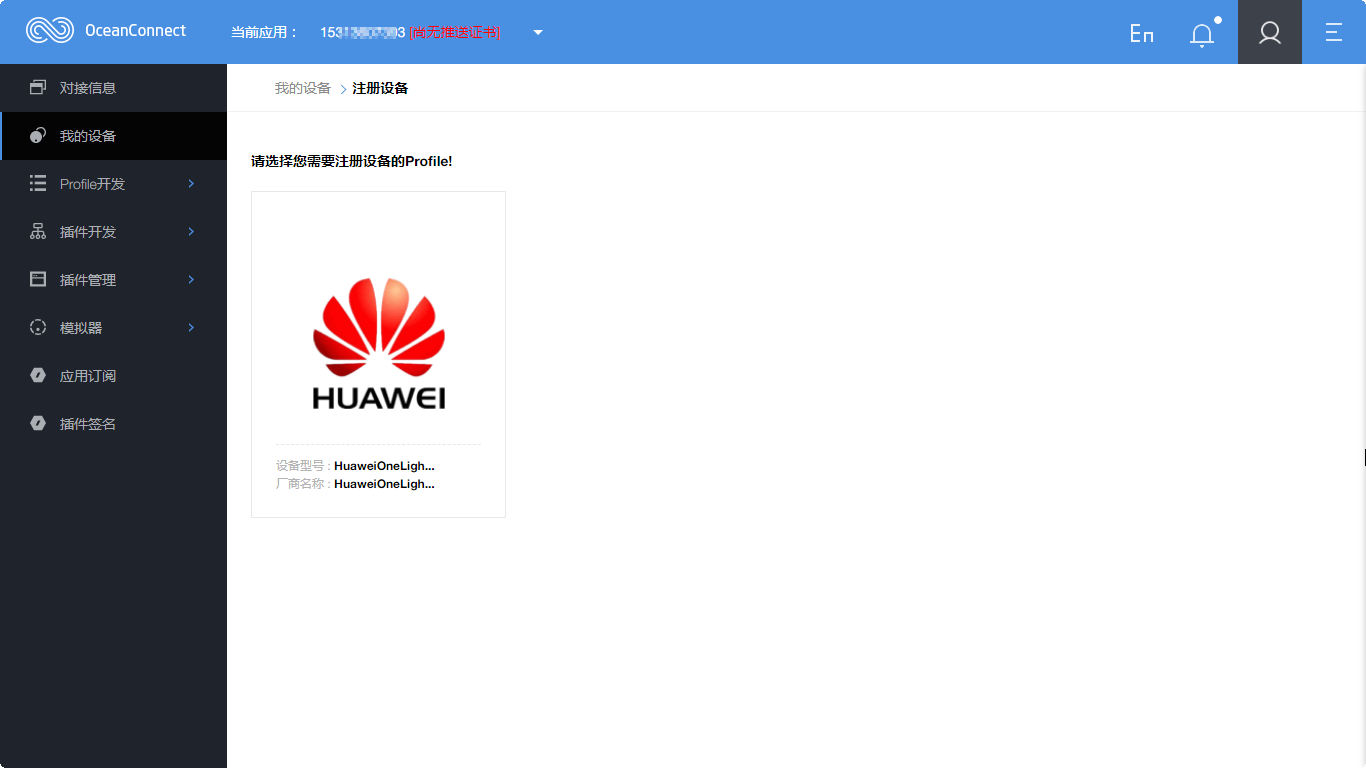 OceanConnect
当前应用：
[尚无推送证书]
En
对接信息
我的设备
Profile开发
插件开发
插件管理
模拟器
应用订阅
插件签名
我的设备 > 注册设备
请选择您需要注册设备的Profile!
HUAWEI
设备型号 : HuaweiOneLigh...
厂商名称 : HuaweiOneLigh...